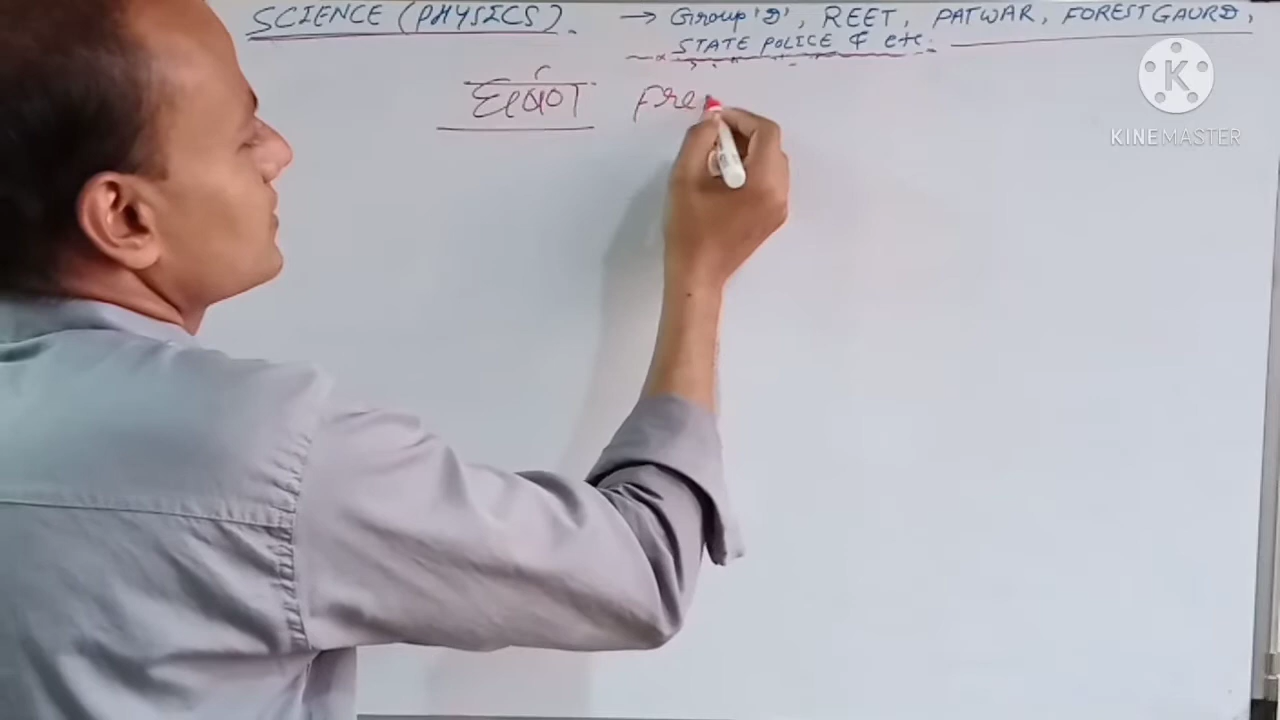 SCIENCE (PHYSICS). → Group 'D', REET, PATWAR, FOREST GAURD,
STATE POLICE & etc.
घर्षण Fre
KINEMASTER